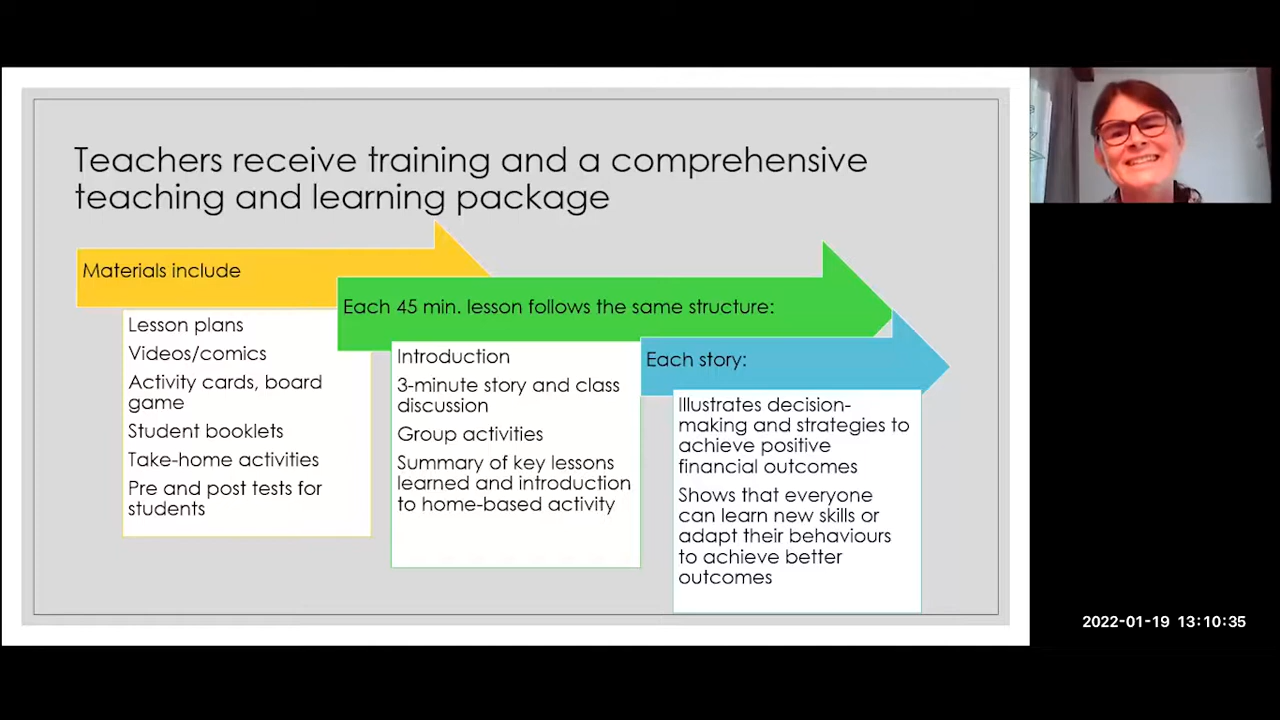 Teachers receive training and a comprehensive
teaching and learning package
Materials include
Lesson plans
Videos/comics
Activity cards, board
game
Student booklets
Take-home activities
Pre and post tests for
students
Each 45 min. lesson follows the same structure:
Introduction
3-minute story and class
discussion
Group activities
Summary of key lessons
learned and introduction
to home-based activity
Each story:
Illustrates decision-
making and strategies to
achieve positive
financial outcomes
Shows that everyone
can learn new skills or
adapt their behaviours
to achieve better
outcomes
2022-01-19 13:10:35